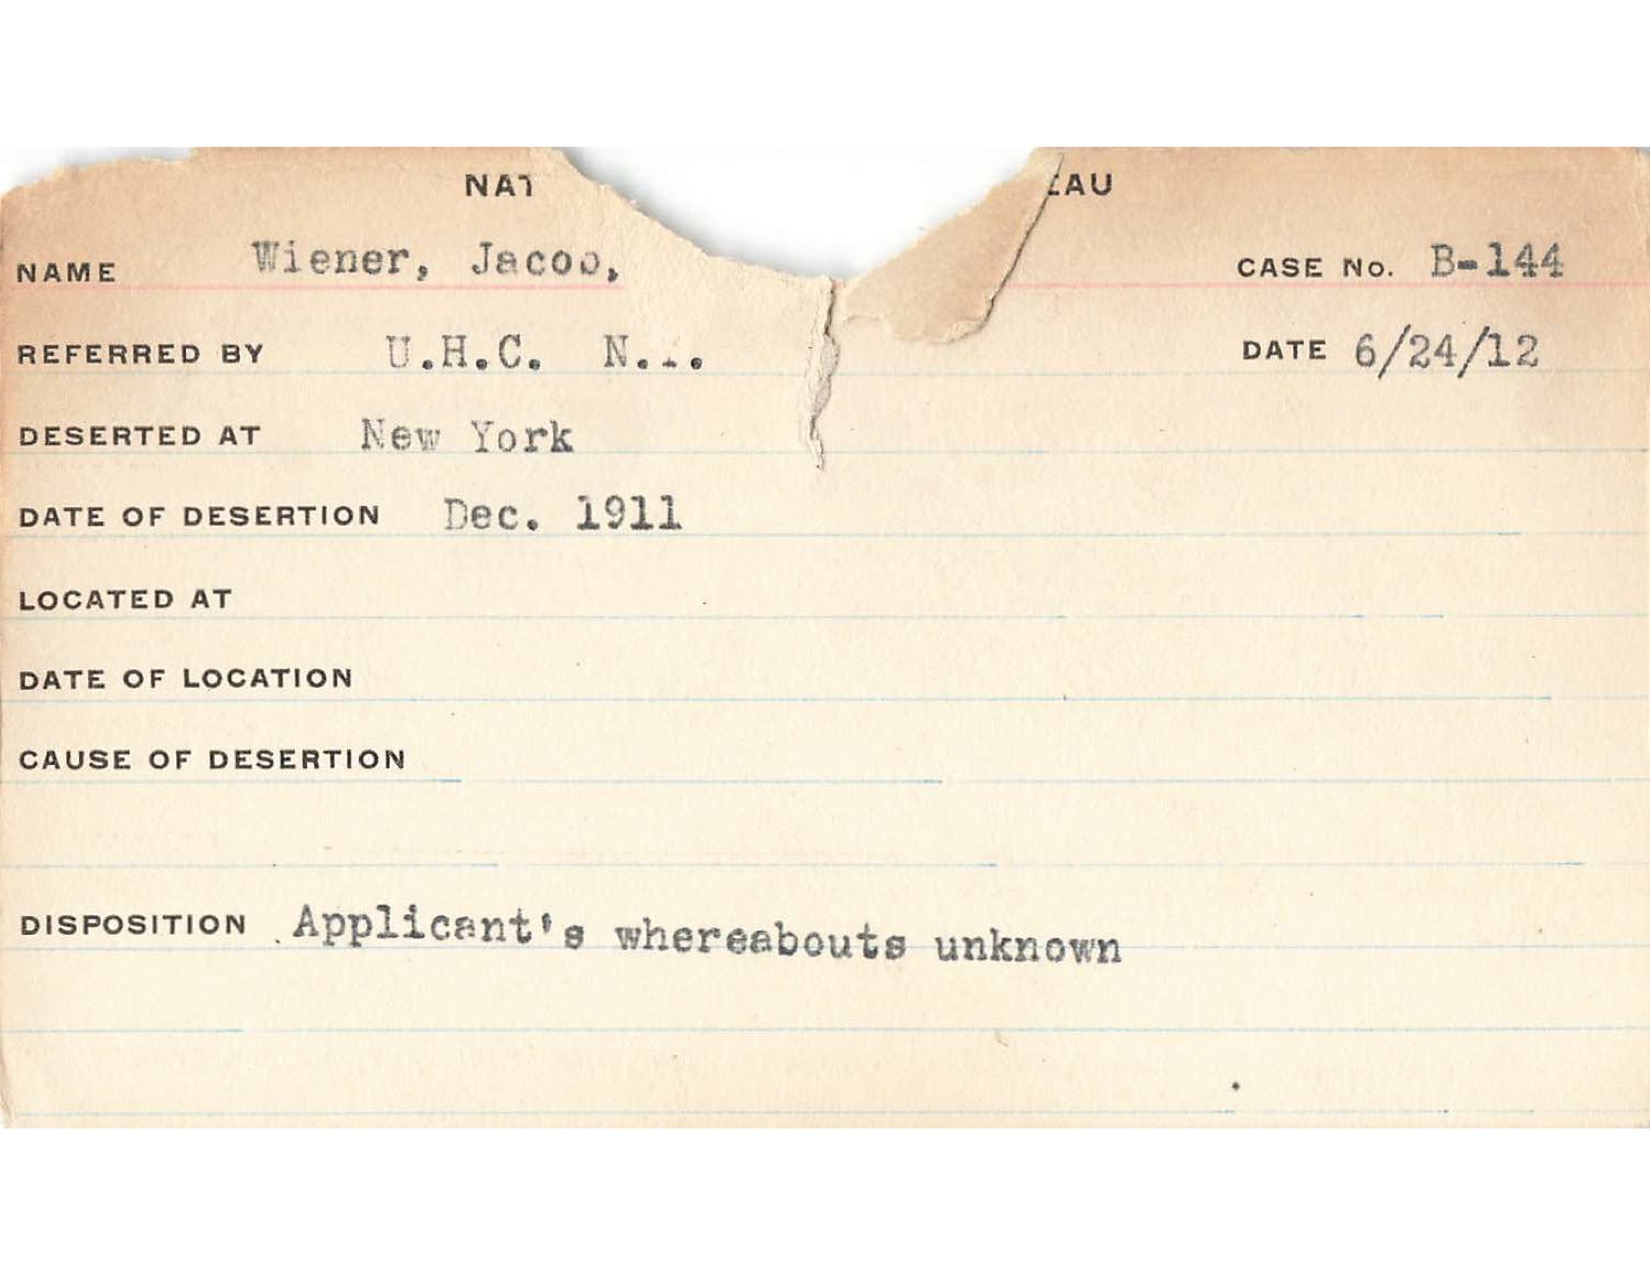 NAT EAU
NAME Wiener, Jacob, CASE No. B-144
REFERRED BY U.H.C. DATE 6/24/12
DESERTED AT New York
DATE OF DESERTION Dec. 1911
LOCATED AT
DATE OF LOCATION
CAUSE OF DESERTION
DISPOSITION Applicant's whereabouts unknown